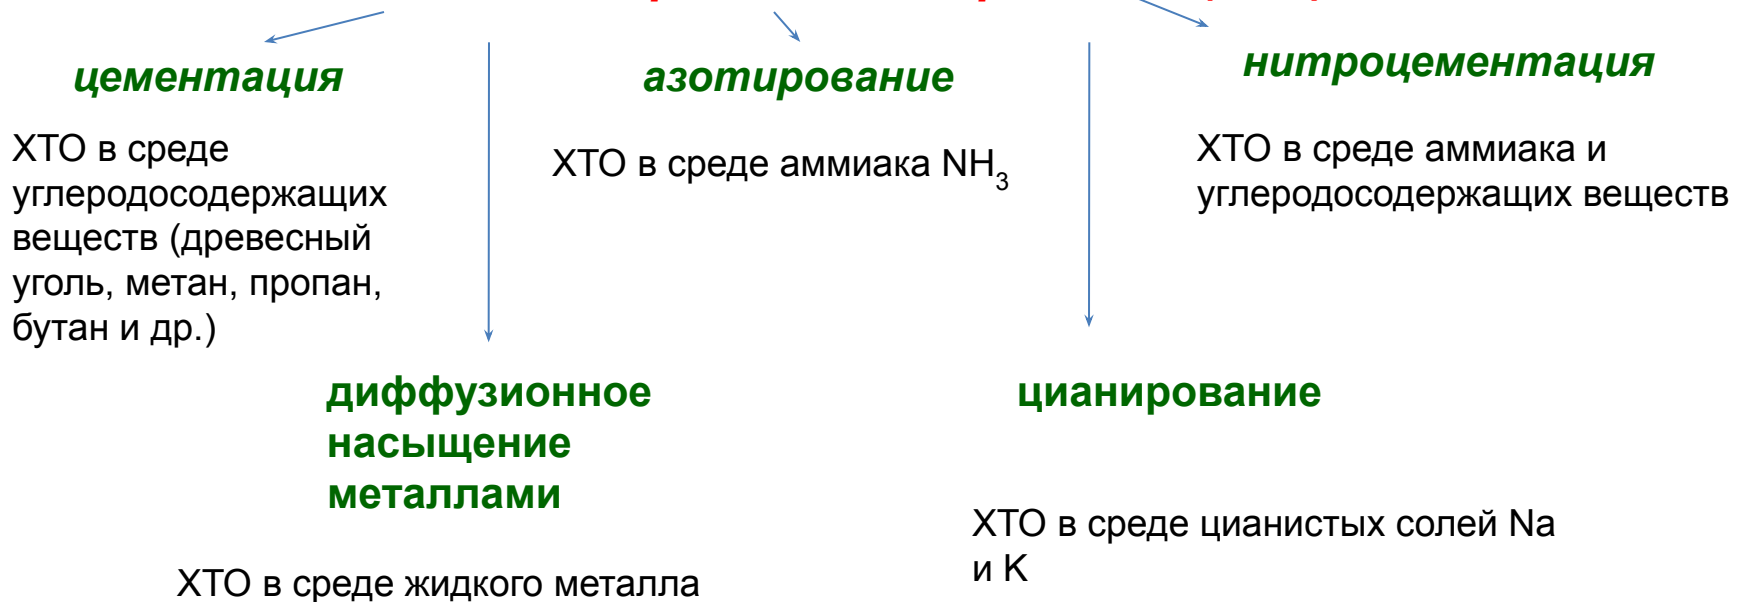 цементация
ХТО в среде
углеродосодержащих
веществ (древесный
уголь, метан, пропан,
бутан и др.)
азотирование
ХТО в среде аммиака NH₃
нитроцементация
ХТО в среде аммиака и
углеродосодержащих веществ
диффузионное
насыщение
металлами
ХТО в среде жидкого металла
цианирование
ХТО в среде цианистых солей Na
и K